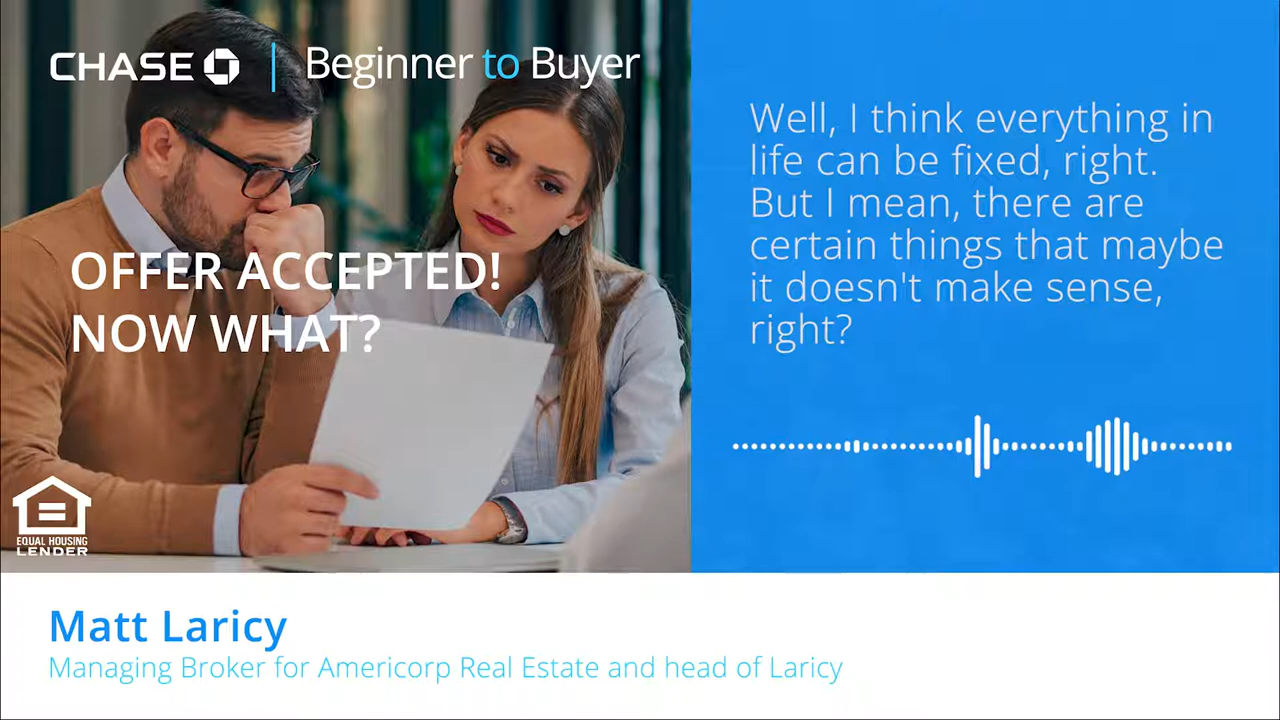 CHASE
Beginner to Buyer
OFFER ACCEPTED!
NOW WHAT?
EQUAL HOUSING
LENDER
Well, I think everything in
life can be fixed, right.
But I mean, there are
certain things that maybe
it doesn't make sense,
right?
Matt Laricy
Managing Broker for Americorp Real Estate and head of Laricy